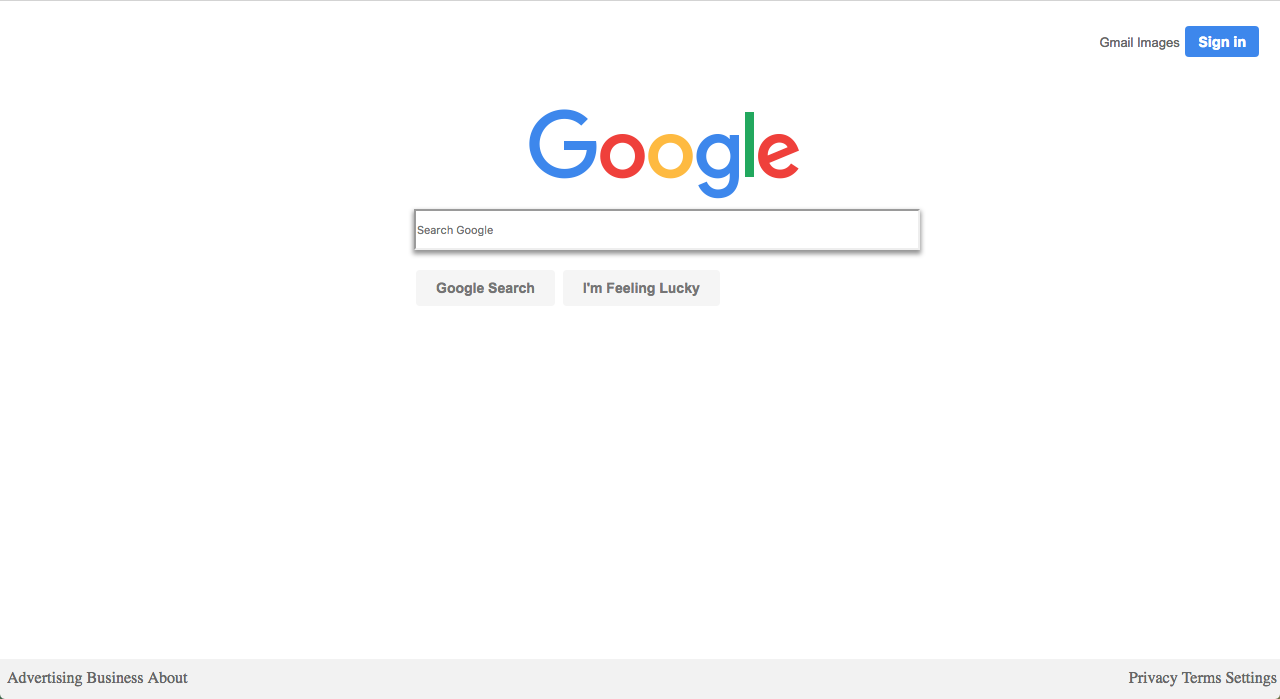 Gmail Images Sign in
Google
Search Google
Google Search I'm Feeling Lucky
Advertising Business About Privacy Terms Settings